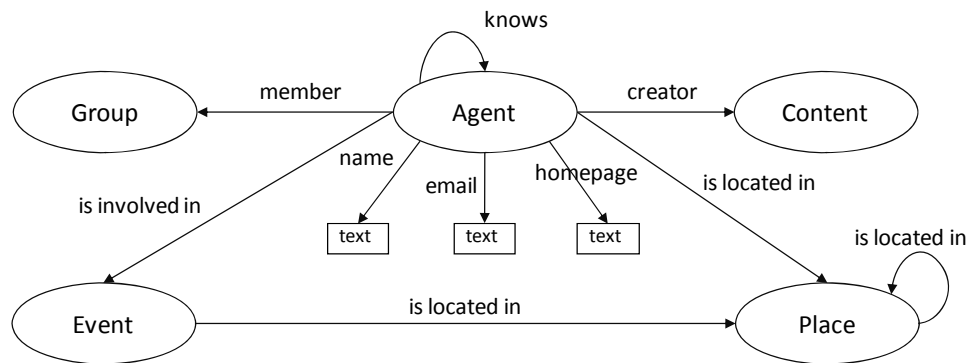 knows
member
creator
Group
Agent
Content
name
email
homepage
is involved in
is located in
text
text
text
is located in
is located in
Event
Place